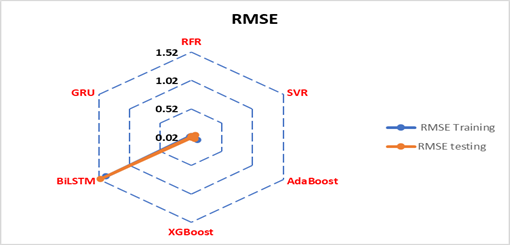 RMSE
RFR
1.52
1.02
GRU
SVR
0.52
0.02
RMSE Training
RMSE testing
BiLSTM
AdaBoost
XGBoost